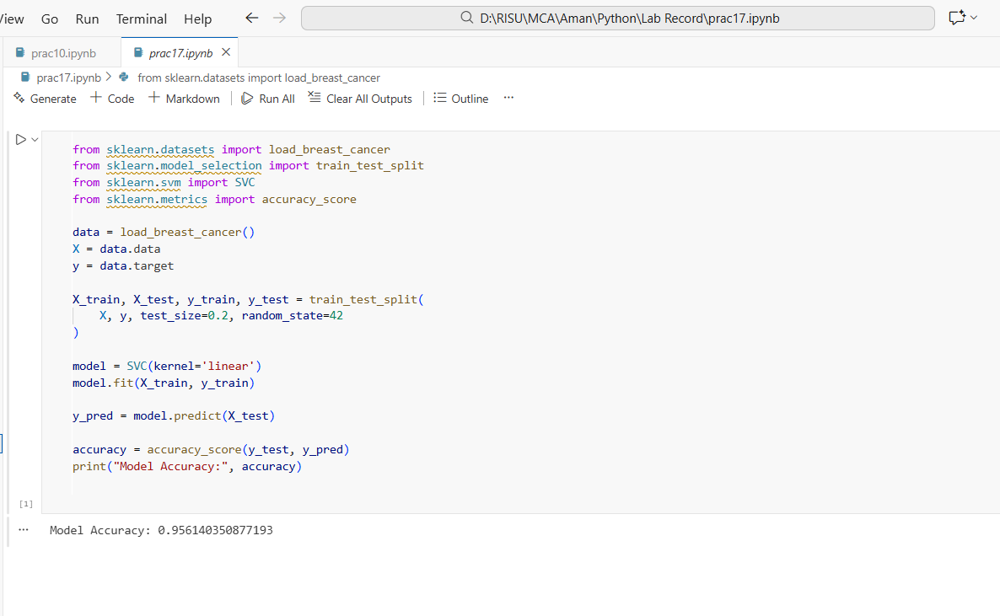 View Go Run Terminal Help D:\RISU\MCA\Aman\Python\Lab Record\prac17.ipynb
prac10.ipynb prac17.ipynb
prac17.ipynb > from sklearn.datasets import load_breast_cancer
Generate + Code + Markdown Run All Clear All Outputs Outline ...
from sklearn.datasets import load_breast_cancer
from sklearn.model_selection import train_test_split
from sklearn.svm import SVC
from sklearn.metrics import accuracy_score
data = load_breast_cancer()
X = data.data
y = data.target
X_train, X_test, y_train, y_test = train_test_split(
    X, y, test_size=0.2, random_state=42
)
model = SVC(kernel='linear')
model.fit(X_train, y_train)
y_pred = model.predict(X_test)
accuracy = accuracy_score(y_test, y_pred)
print("Model Accuracy:", accuracy)
[1]
... Model Accuracy: 0.956140350877193